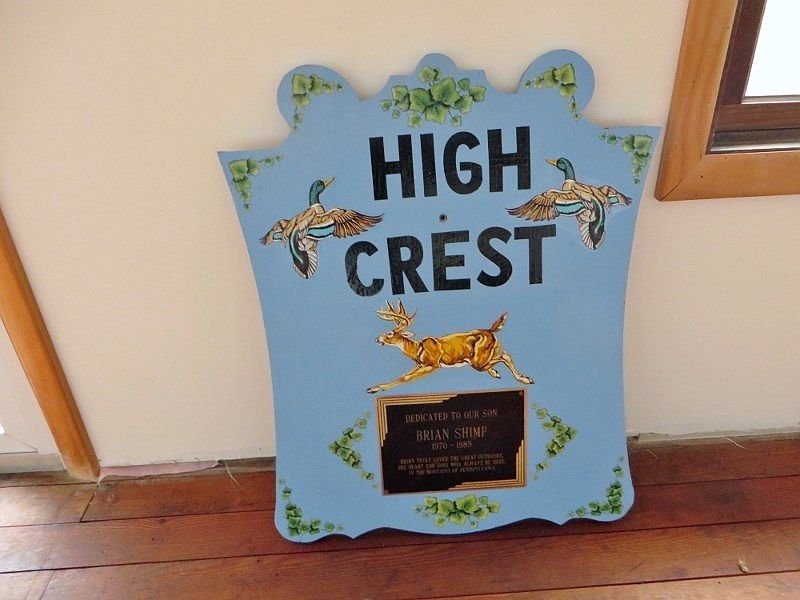 HIGH
CREST
DEDICATED TO OUR SON
BRIAN SHIMP
1970 - 1989
BRIAN TRULY LOVED THE GREAT OUTDOORS.
HIS HEART AND SOUL WILL ALWAYS BE HERE,
IN THE MOUNTAINS OF PENNSYLVANIA